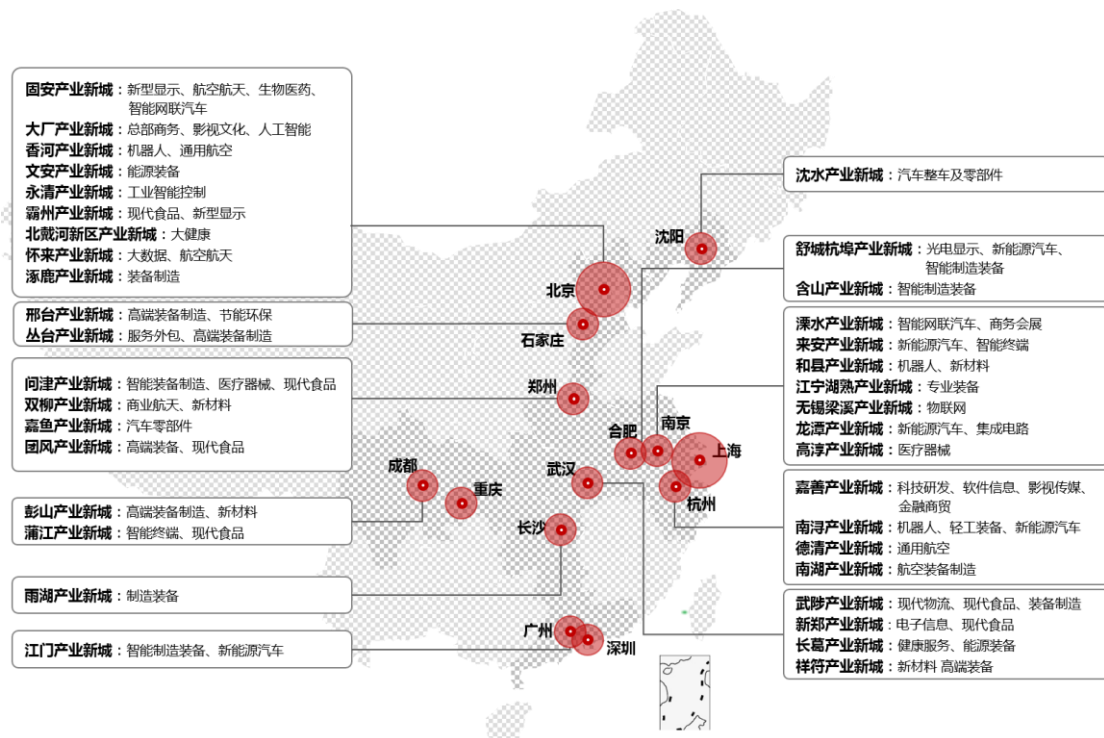 固安产业新城：新型显示、航空航天、生物医药、
智能网联汽车
大厂产业新城：总部商务、影视文化、人工智能
香河产业新城：机器人、通用航空
文安产业新城：能源装备
永清产业新城：工业智能控制
霸州产业新城：现代食品、新型显示
北戴河新区产业新城：大健康
怀来产业新城：大数据、航空航天
涿鹿产业新城：装备制造
邢台产业新城：高端装备制造、节能环保
丛台产业新城：服务外包、高端装备制造
问津产业新城：智能装备制造、医疗器械、现代食品
双柳产业新城：商业航天、新材料
嘉鱼产业新城：汽车零部件
团风产业新城：高端装备、现代食品
彭山产业新城：高端装备制造、新材料
蒲江产业新城：智能终端、现代食品
雨湖产业新城：制造装备
江门产业新城：智能制造装备、新能源汽车
沈阳
北京
石家庄
郑州
合肥
南京
上海
成都
重庆
武汉
杭州
长沙
广州
深圳
沈水产业新城：汽车整车及零部件
舒城杭埠产业新城：光电显示、新能源汽车、
智能制造装备
含山产业新城：智能制造装备
溧水产业新城：智能网联汽车、商务会展
来安产业新城：新能源汽车、智能终端
和县产业新城：机器人、新材料
江宁湖熟产业新城：专业装备
无锡梁溪产业新城：物联网
龙潭产业新城：新能源汽车、集成电路
高淳产业新城：医疗器械
嘉善产业新城：科技研发、软件信息、影视传媒、
金融商贸
南浔产业新城：机器人、轻工装备、新能源汽车
德清产业新城：通用航空
南湖产业新城：航空装备制造
武陟产业新城：现代物流、现代食品、装备制造
新郑产业新城：电子信息、现代食品
长葛产业新城：健康服务、能源装备
祥符产业新城：新材料 高端装备